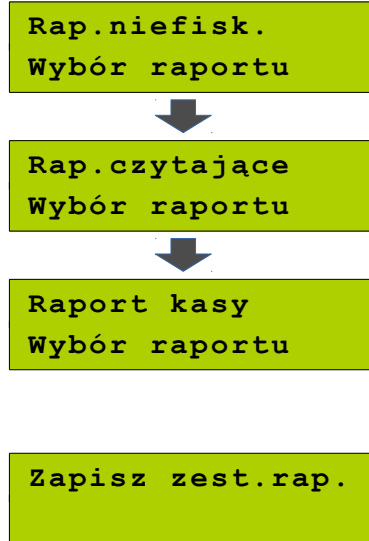 Rap.niefisk.
Wybór raportu
Rap.czytające
Wybór raportu
Raport kasy
Wybór raportu
Zapisz zest.rap.